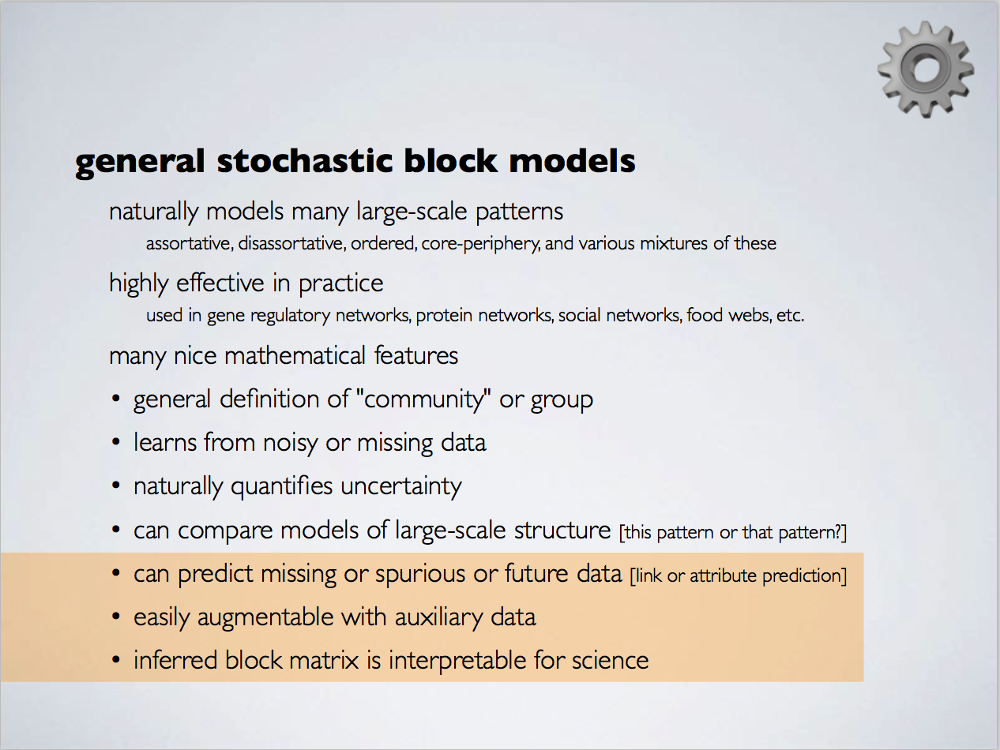 general stochastic block models
naturally models many large-scale patterns
assortative, disassortative, ordered, core-periphery, and various mixtures of these
highly effective in practice
used in gene regulatory networks, protein networks, social networks, food webs, etc.
many nice mathematical features
• general definition of "community" or group
• learns from noisy or missing data
• naturally quantifies uncertainty
• can compare models of large-scale structure [this pattern or that pattern?]
• can predict missing or spurious or future data [link or attribute prediction]
• easily augmentable with auxiliary data
• inferred block matrix is interpretable for science